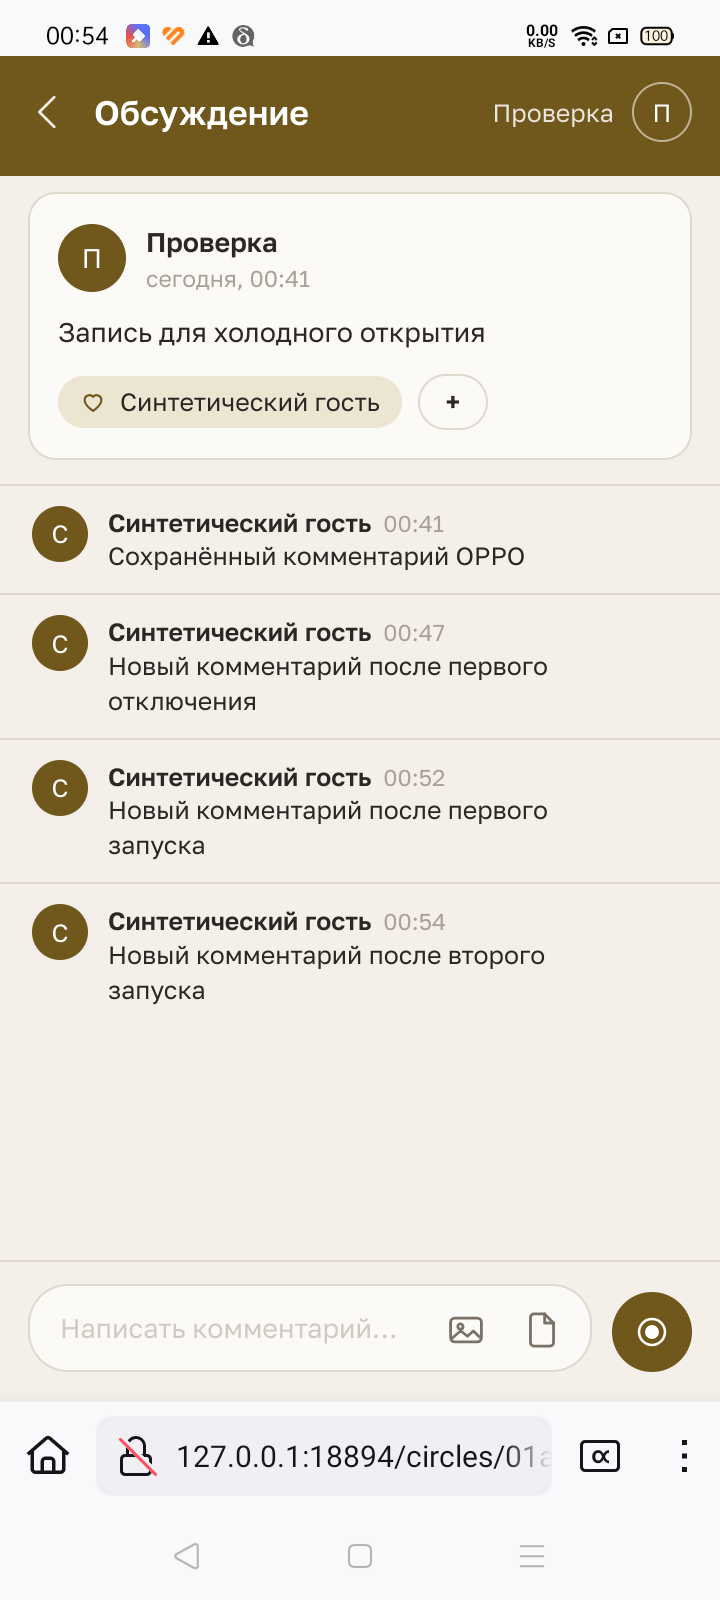 00:54
0.00
KB/S
100
Обсуждение
Проверка
П
П
Проверка
сегодня, 00:41
Запись для холодного открытия
Синтетический гость
+
С
Синтетический гость 00:41
Сохранённый комментарий OPPO
С
Синтетический гость 00:47
Новый комментарий после первого
отключения
С
Синтетический гость 00:52
Новый комментарий после первого
запуска
С
Синтетический гость 00:54
Новый комментарий после второго
запуска
Написать комментарий...
127.0.0.1:18894/circles/01a